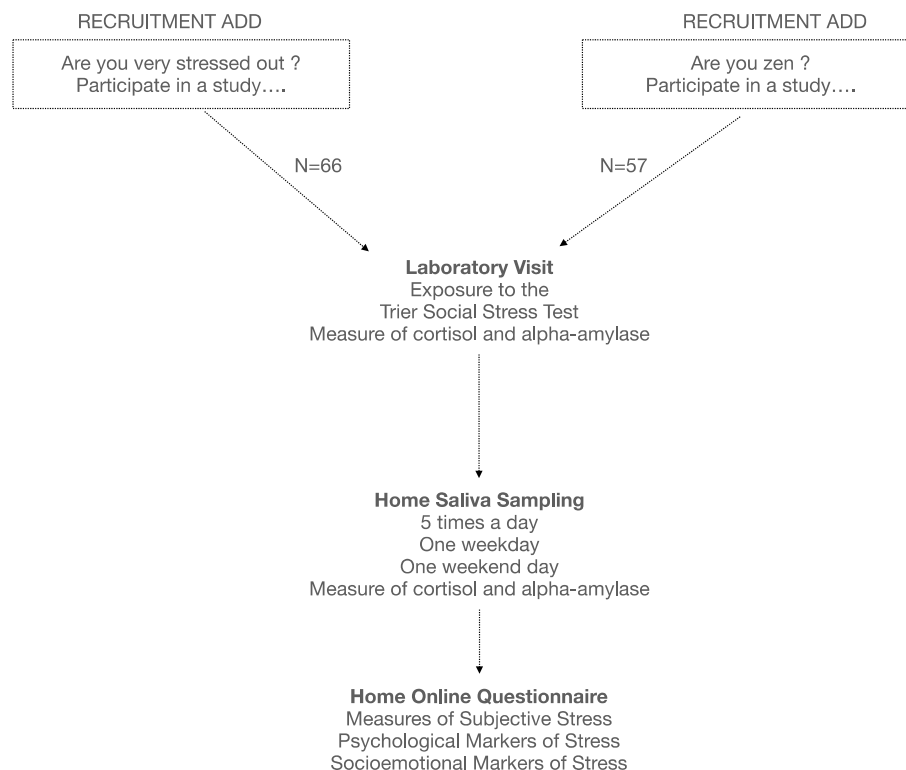 RECRUITMENT ADD
Are you very stressed out ?
Participate in a study....
RECRUITMENT ADD
Are you zen ?
Participate in a study....
N=66
N=57
Laboratory Visit
Exposure to the
Trier Social Stress Test
Measure of cortisol and alpha-amylase
Home Saliva Sampling
5 times a day
One weekday
One weekend day
Measure of cortisol and alpha-amylase
Home Online Questionnaire
Measures of Subjective Stress
Psychological Markers of Stress
Socioemotional Markers of Stress